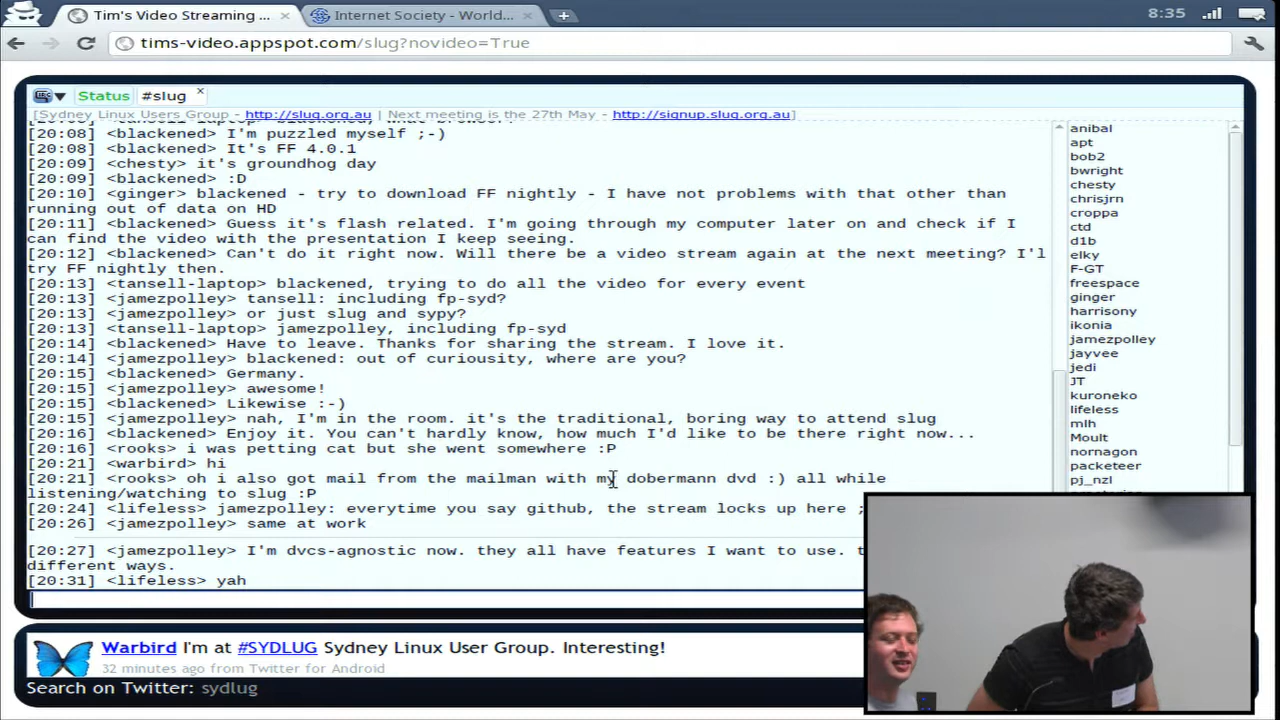 Tim's Video Streaming ...
Internet Society - World...
8:35
tims-video.appspot.com/slug?novideo=True
Status #slug
[Sydney Linux Users Group - http://slug.org.au | Next meeting is the 27th May - http://signup.slug.org.au]
[20:08] <blackened> I'm puzzled myself ;-)
[20:08] <blackened> It's FF 4.0.1
[20:09] <chesty> it's groundhog day
[20:09] <blackened> :D
[20:10] <ginger> blackened - try to download FF nightly - I have not problems with that other than
running out of data on HD
[20:11] <blackened> Guess it's flash related. I'm going through my computer later on and check if I
can find the video with the presentation I keep seeing.
[20:12] <blackened> Can't do it right now. Will there be a video stream again at the next meeting? I'l
try FF nightly then.
[20:13] <tansell-laptop> blackened, trying to do all the video for every event
[20:13] <jamezpolley> tansell: including fp-syd?
[20:13] <jamezpolley> or just slug and sypy?
[20:13] <tansell-laptop> jamezpolley, including fp-syd
[20:14] <blackened> Have to leave. Thanks for sharing the stream. I love it.
[20:14] <jamezpolley> blackened: out of curiousity, where are you?
[20:15] <blackened> Germany.
[20:15] <jamezpolley> awesome!
[20:15] <blackened> Likewise :-)
[20:15] <jamezpolley> nah, I'm in the room. it's the traditional, boring way to attend slug
[20:16] <blackened> Enjoy it. You can't hardly know, how much I'd like to be there right now...
[20:16] <rooks> i was petting cat but she went somewhere :P
[20:21] <warbird> hi
[20:21] <rooks> oh i also got mail from the mailman with my dobermann dvd :) all while
listening/watching to slug :P
[20:24] <lifeless> jamezpolley: everytime you say github, the stream locks up here ;
[20:26] <jamezpolley> same at work
[20:27] <jamezpolley> I'm dvcs-agnostic now. they all have features I want to use.
different ways.
[20:31] <lifeless> yah
anibal
apt
bob2
bwright
chesty
chrisjrn
croppa
ctd
d1b
elky
F-GT
freespace
ginger
harrisony
ikonia
jamezpolley
jayvee
jedi
JT
kuroneko
lifeless
mlh
Moult
nornagon
packeteer
pj_nzl
Warbird I'm at #SYDLUG Sydney Linux User Group. Interesting!
32 minutes ago from Twitter for Android
Search on Twitter: sydlug